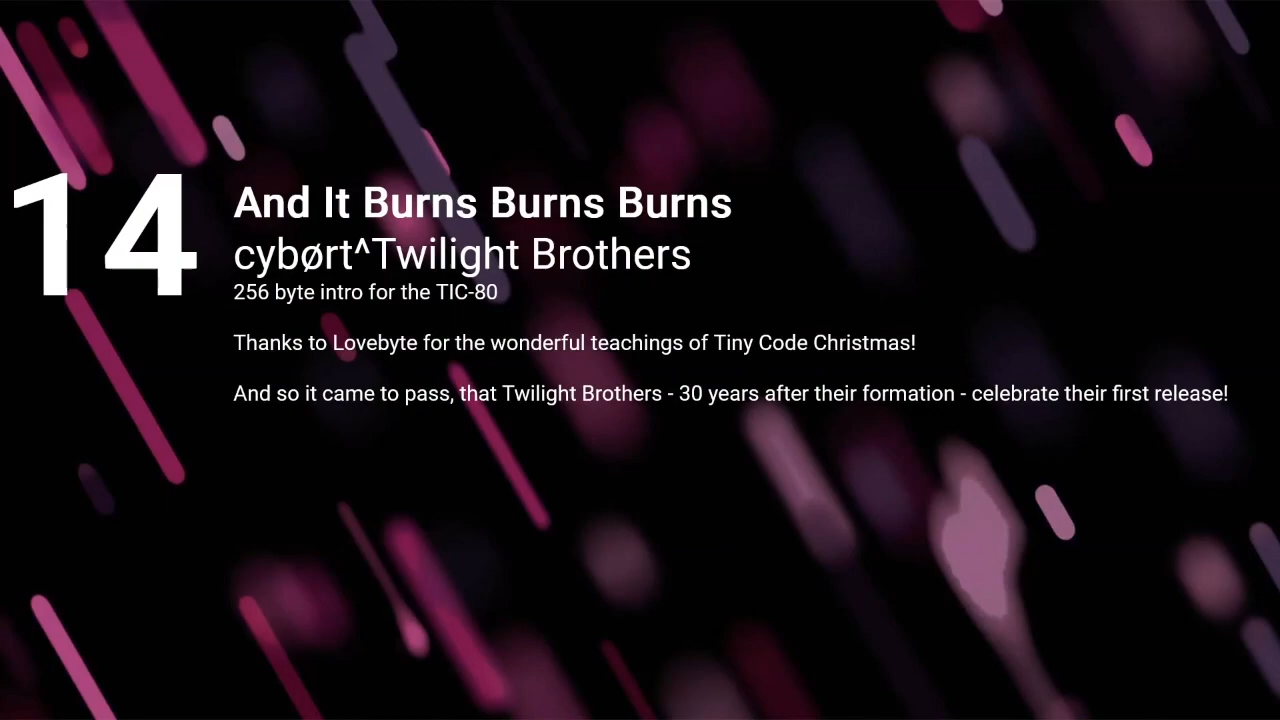 14
And It Burns Burns Burns
cybørt^Twilight Brothers
256 byte intro for the TIC-80
Thanks to Lovebyte for the wonderful teachings of Tiny Code Christmas!
And so it came to pass, that Twilight Brothers - 30 years after their formation - celebrate their first release!